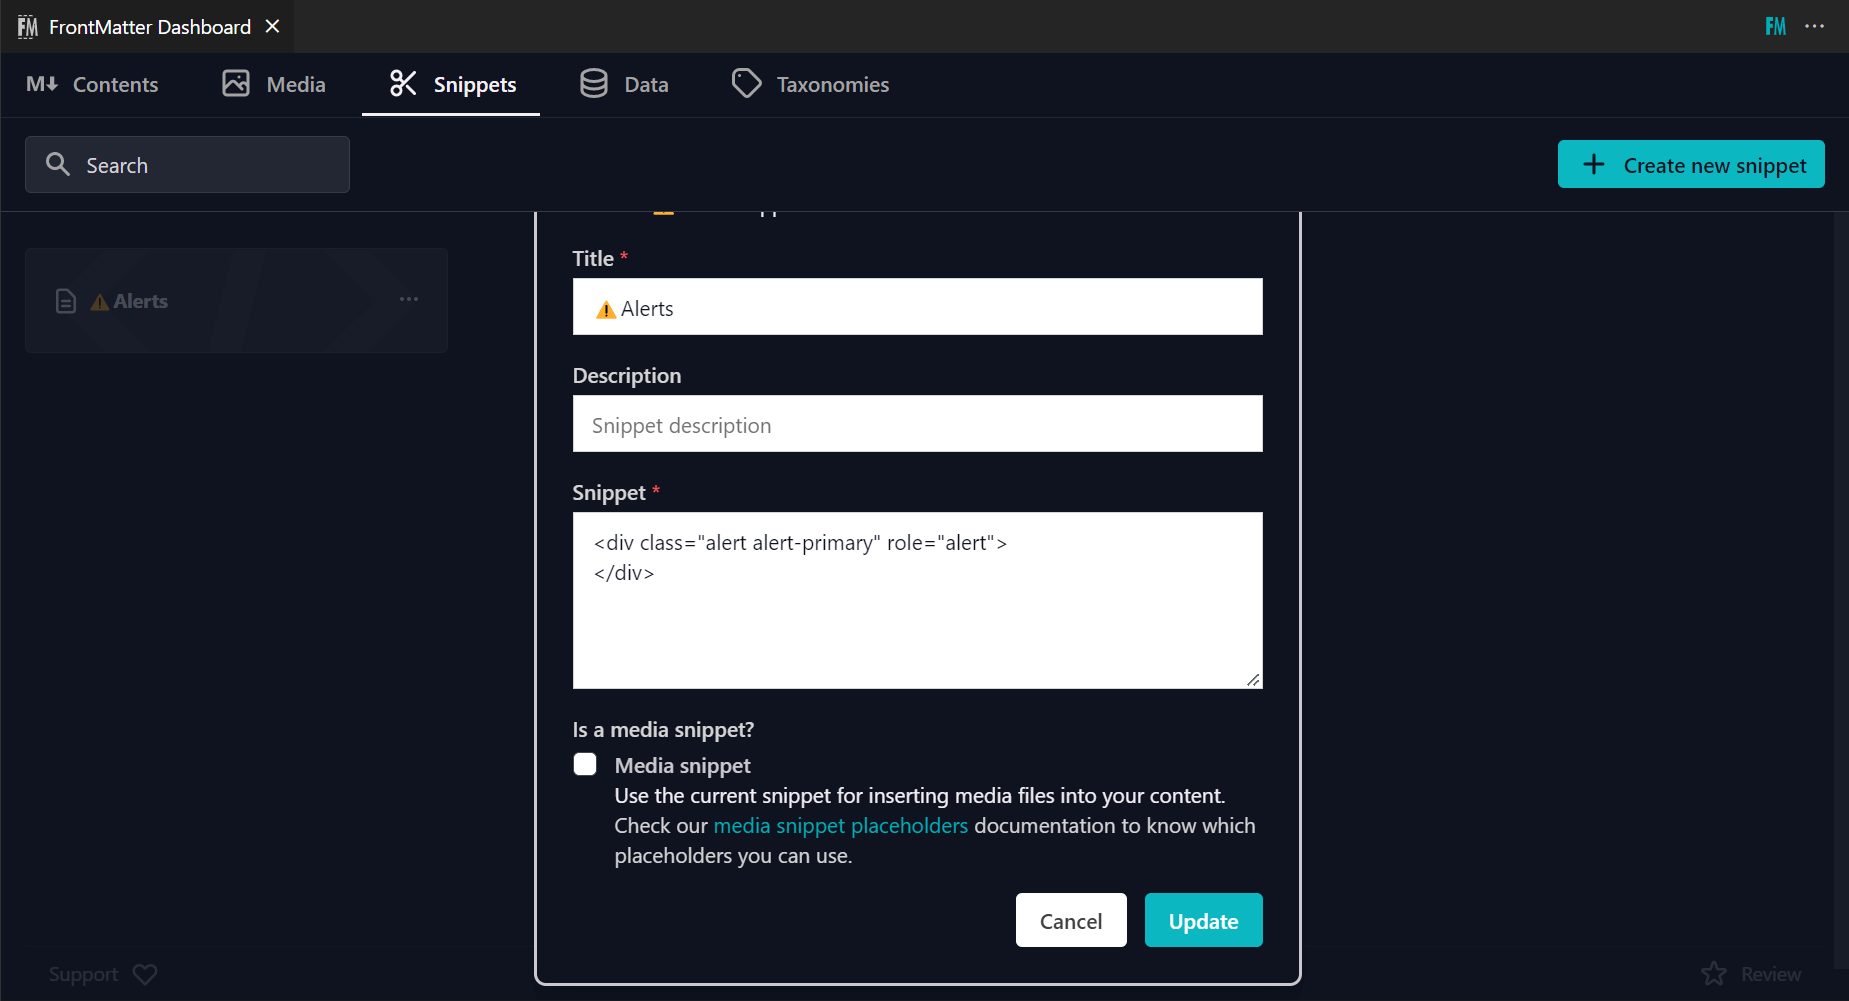 FM FrontMatter Dashboard
FM
M Contents
Media
Snippets
Data
Taxonomies
Search
Create new snippet
⚠️ Alerts
Title *
⚠️ Alerts
Description
Snippet description
Snippet *
<div class="alert alert-primary" role="alert">
</div>
Is a media snippet?
Media snippet
Use the current snippet for inserting media files into your content.
Check our media snippet placeholders documentation to know which
placeholders you can use.
Cancel
Update
Support
Review